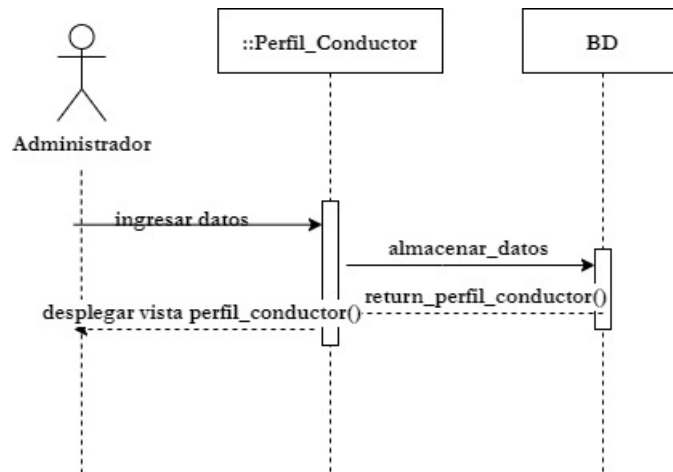 ::Perfil_Conductor
BD
Administrador
ingresar datos
almacenar_datos
return_perfil_conductor()
desplegar vista perfil_conductor()